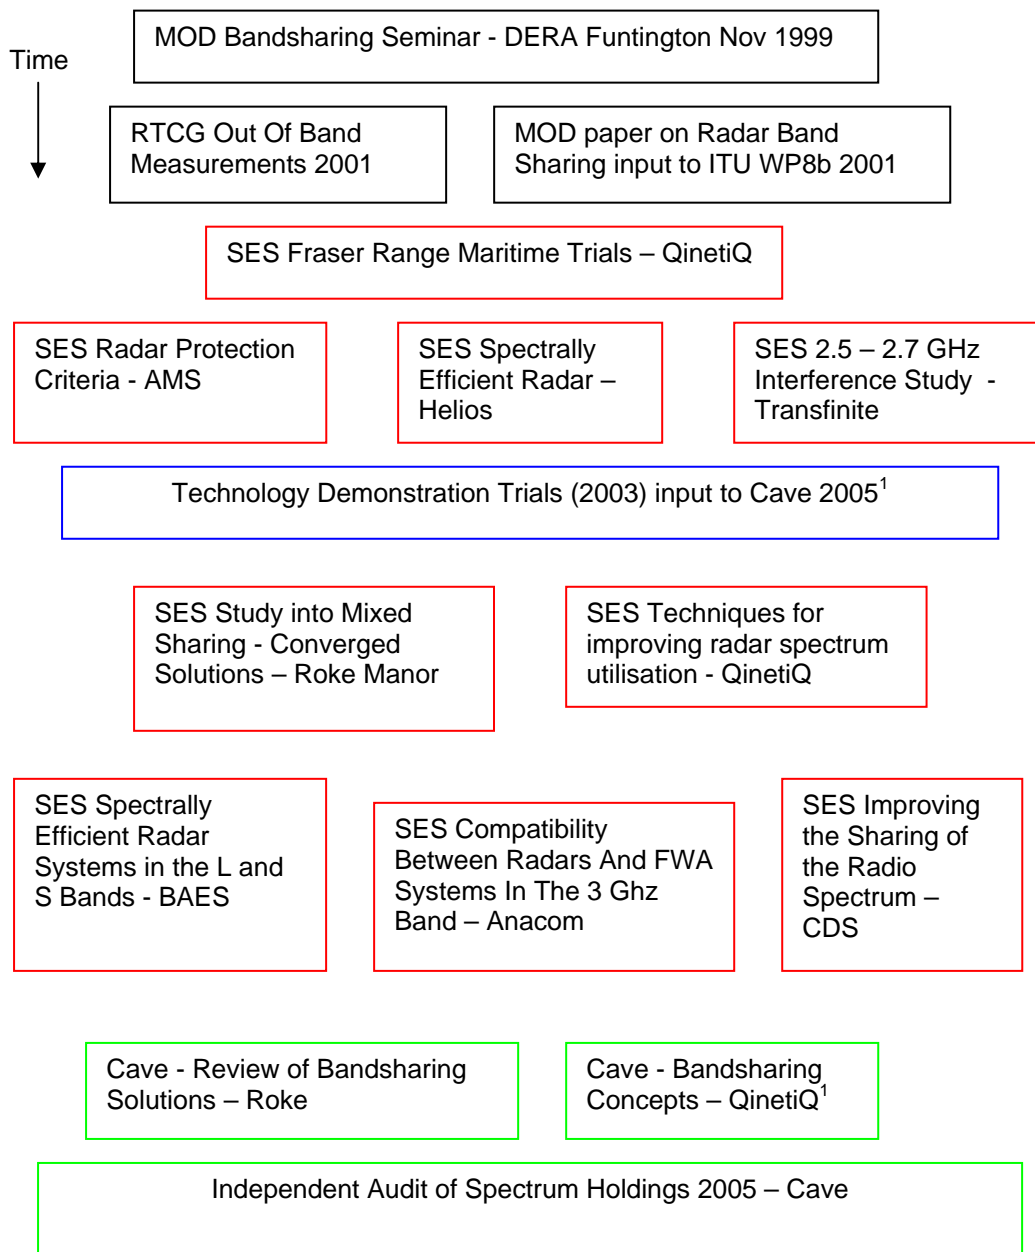 MOD Bandsharing Seminar - DERA Funtington Nov 1999
Time
RTCG Out Of Band
Measurements 2001
MOD paper on Radar Band
Sharing input to ITU WP8b 2001
SES Fraser Range Maritime Trials – QinetiQ
SES Radar Protection
Criteria - AMS
SES Spectrally
Efficient Radar –
Helios
SES 2.5 – 2.7 GHz
Interference Study -
Transfinite
Technology Demonstration Trials (2003) input to Cave 2005¹
SES Study into Mixed
Sharing - Converged
Solutions – Roke Manor
SES Techniques for
improving radar spectrum
utilisation - QinetiQ
SES Spectrally
Efficient Radar
Systems in the L and
S Bands - BAES
SES Compatibility
Between Radars And FWA
Systems In The 3 Ghz
Band – Anacom
SES Improving
the Sharing of
the Radio
Spectrum –
CDS
Cave - Review of Bandsharing
Solutions – Roke
Cave - Bandsharing
Concepts – QinetiQ¹
Independent Audit of Spectrum Holdings 2005 – Cave